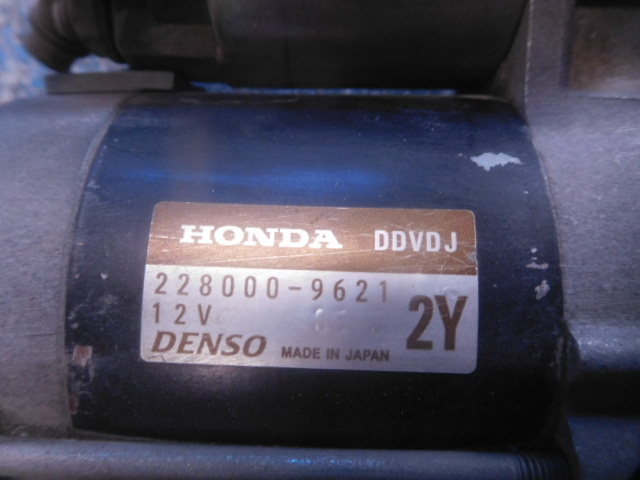 HONDA DDVDJ
228000-9621
12V 2Y
DENSO MADE IN JAPAN